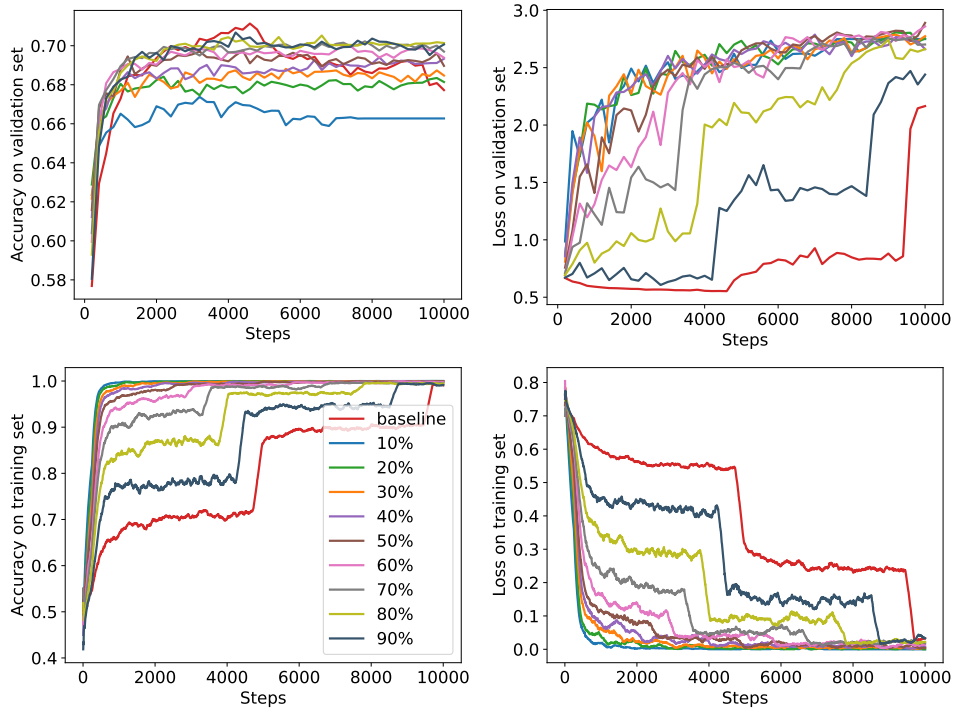 Accuracy on validation set
0.70
0.68
0.66
0.64
0.62
0.60
0.58
0 2000 4000 6000 8000 10000
Steps
Loss on validation set
3.0
2.5
2.0
1.5
1.0
0.5
0 2000 4000 6000 8000 10000
Steps
Accuracy on training set
1.0
0.9
0.8
0.7
0.6
0.5
0.4
0 2000 4000 6000 8000 10000
Steps
baseline
10%
20%
30%
40%
50%
60%
70%
80%
90%
Loss on training set
0.8
0.7
0.6
0.5
0.4
0.3
0.2
0.1
0.0
0 2000 4000 6000 8000 10000
Steps